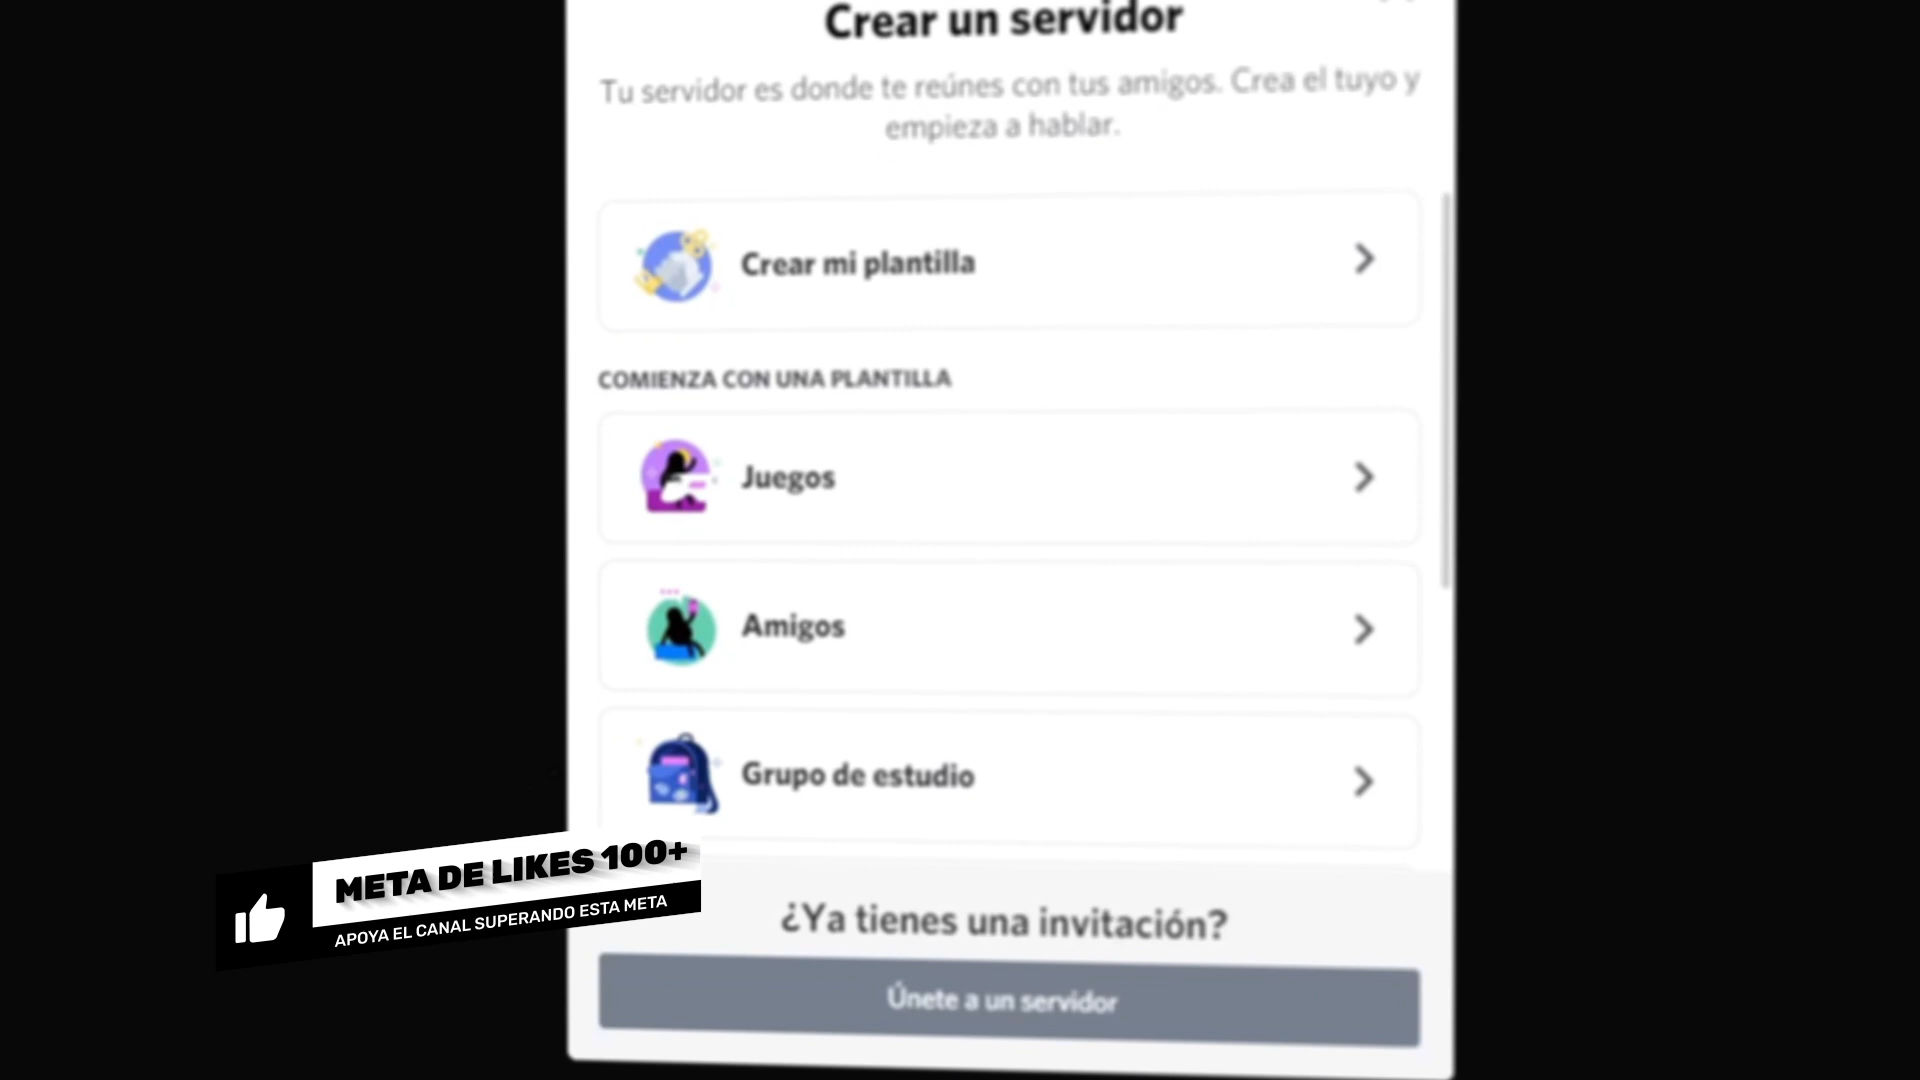 Crear un servidor
Tu servidor es donde te reúnes con tus amigos. Crea el tuyo y
empieza a hablar.
Crear mi plantilla
COMIENZA CON UNA PLANTILLA
Juegos
Amigos
Grupo de estudio
META DE LIKES 100+
APOYA EL CANAL SUPERANDO ESTA META
¿Ya tienes una invitación?
Únete a un servidor